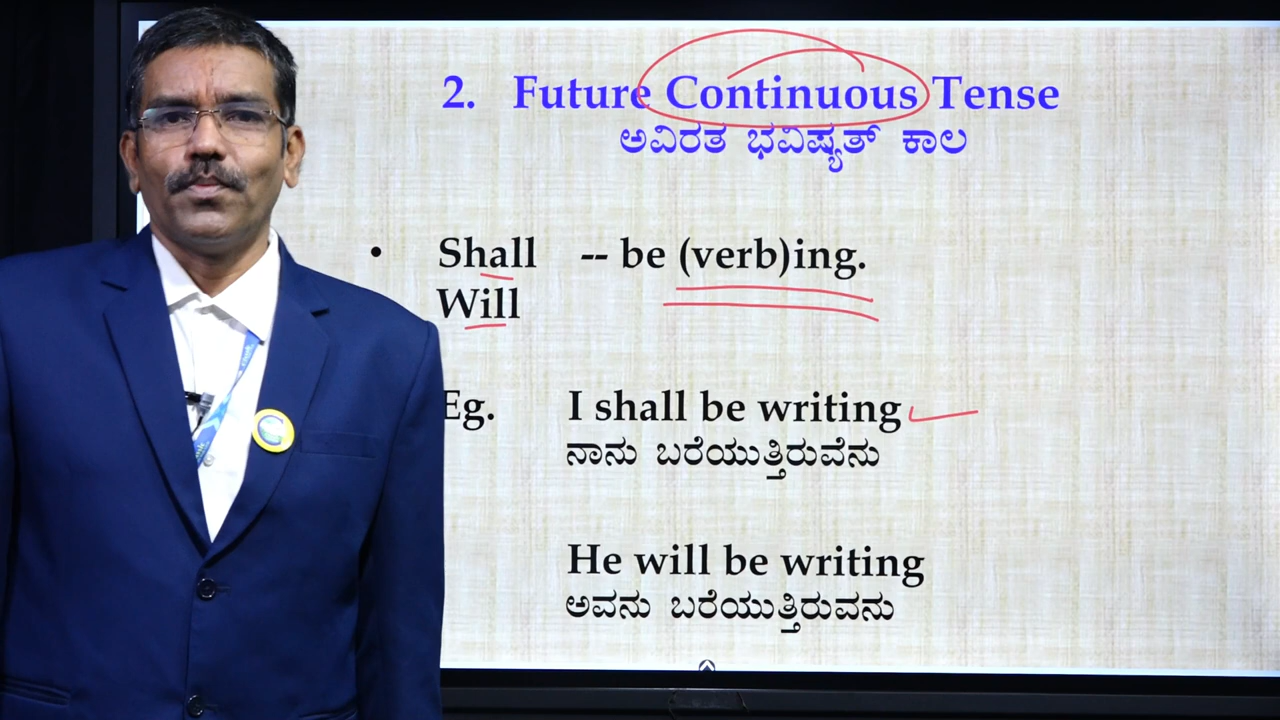 2. Future Continuous Tense
ಅವಿರತ ಭವಿಷ್ಯತ್ ಕಾಲ
• Shall -- be (verb)ing.
Will
Eg. I shall be writing
ನಾನು ಬರೆಯುತ್ತಿರುವೆನು
He will be writing
ಅವನು ಬರೆಯುತ್ತಿರುವನು